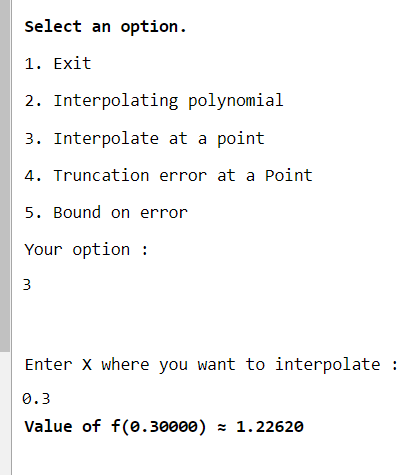 Select an option.
1. Exit
2. Interpolating polynomial
3. Interpolate at a point
4. Truncation error at a Point
5. Bound on error
Your option :
3
Enter X where you want to interpolate :
0.3
Value of f(0.30000) ≈ 1.22620